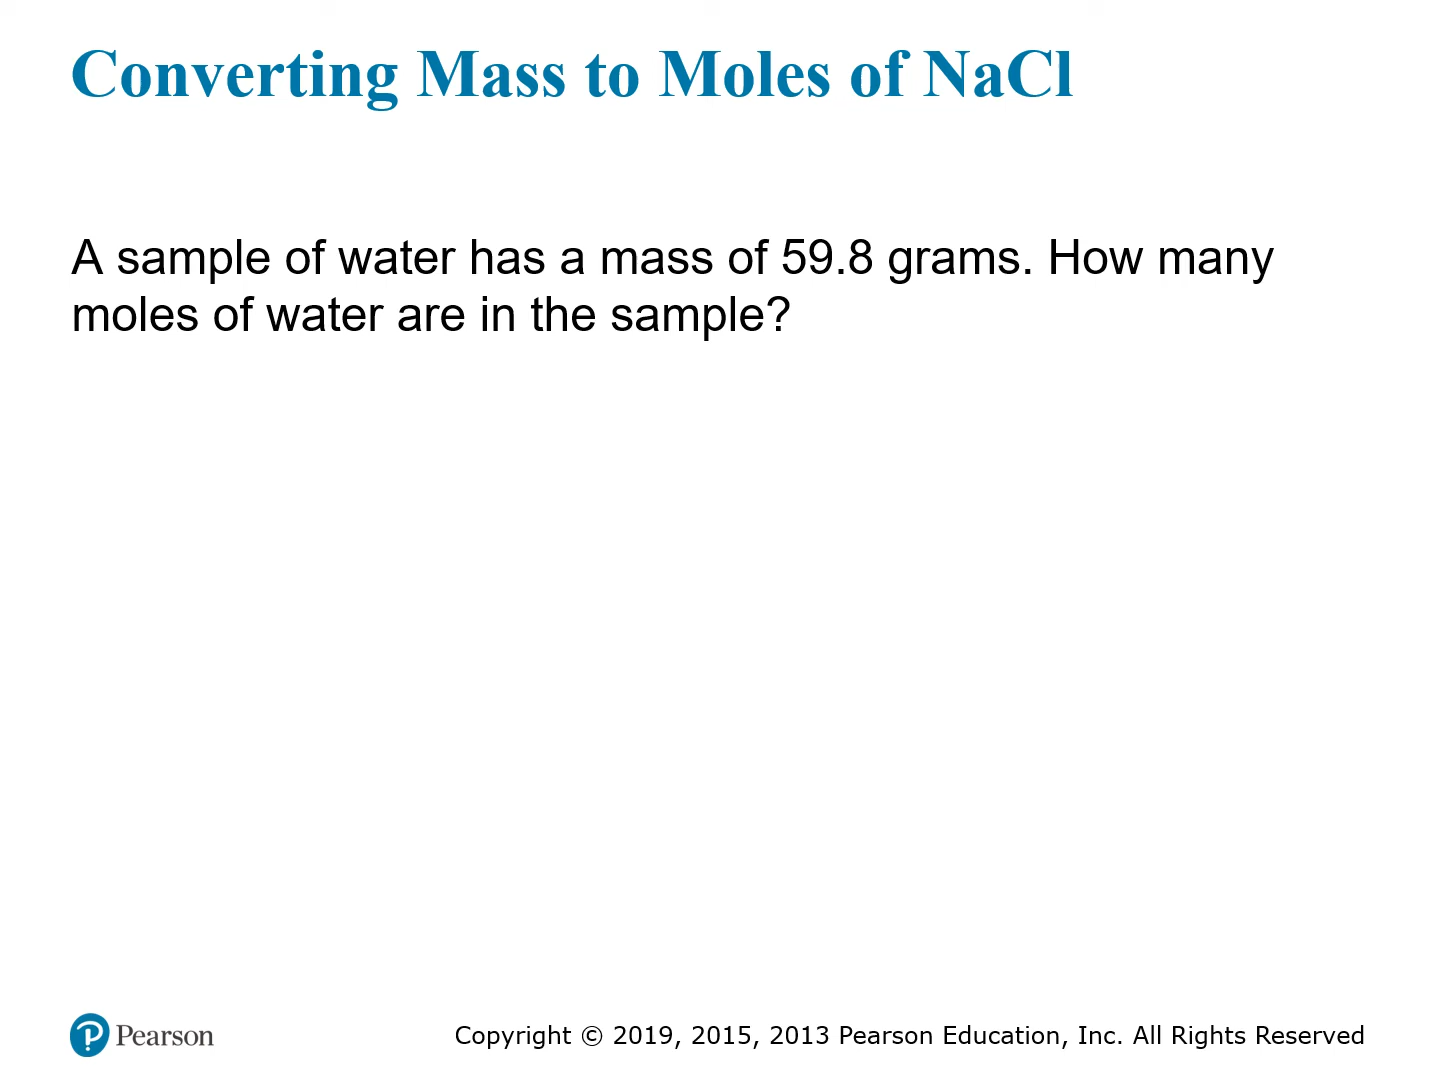 Converting Mass to Moles of NaCl
A sample of water has a mass of 59.8 grams. How many
moles of water are in the sample?
Pearson
Copyright © 2019, 2015, 2013 Pearson Education, Inc. All Rights Reserved